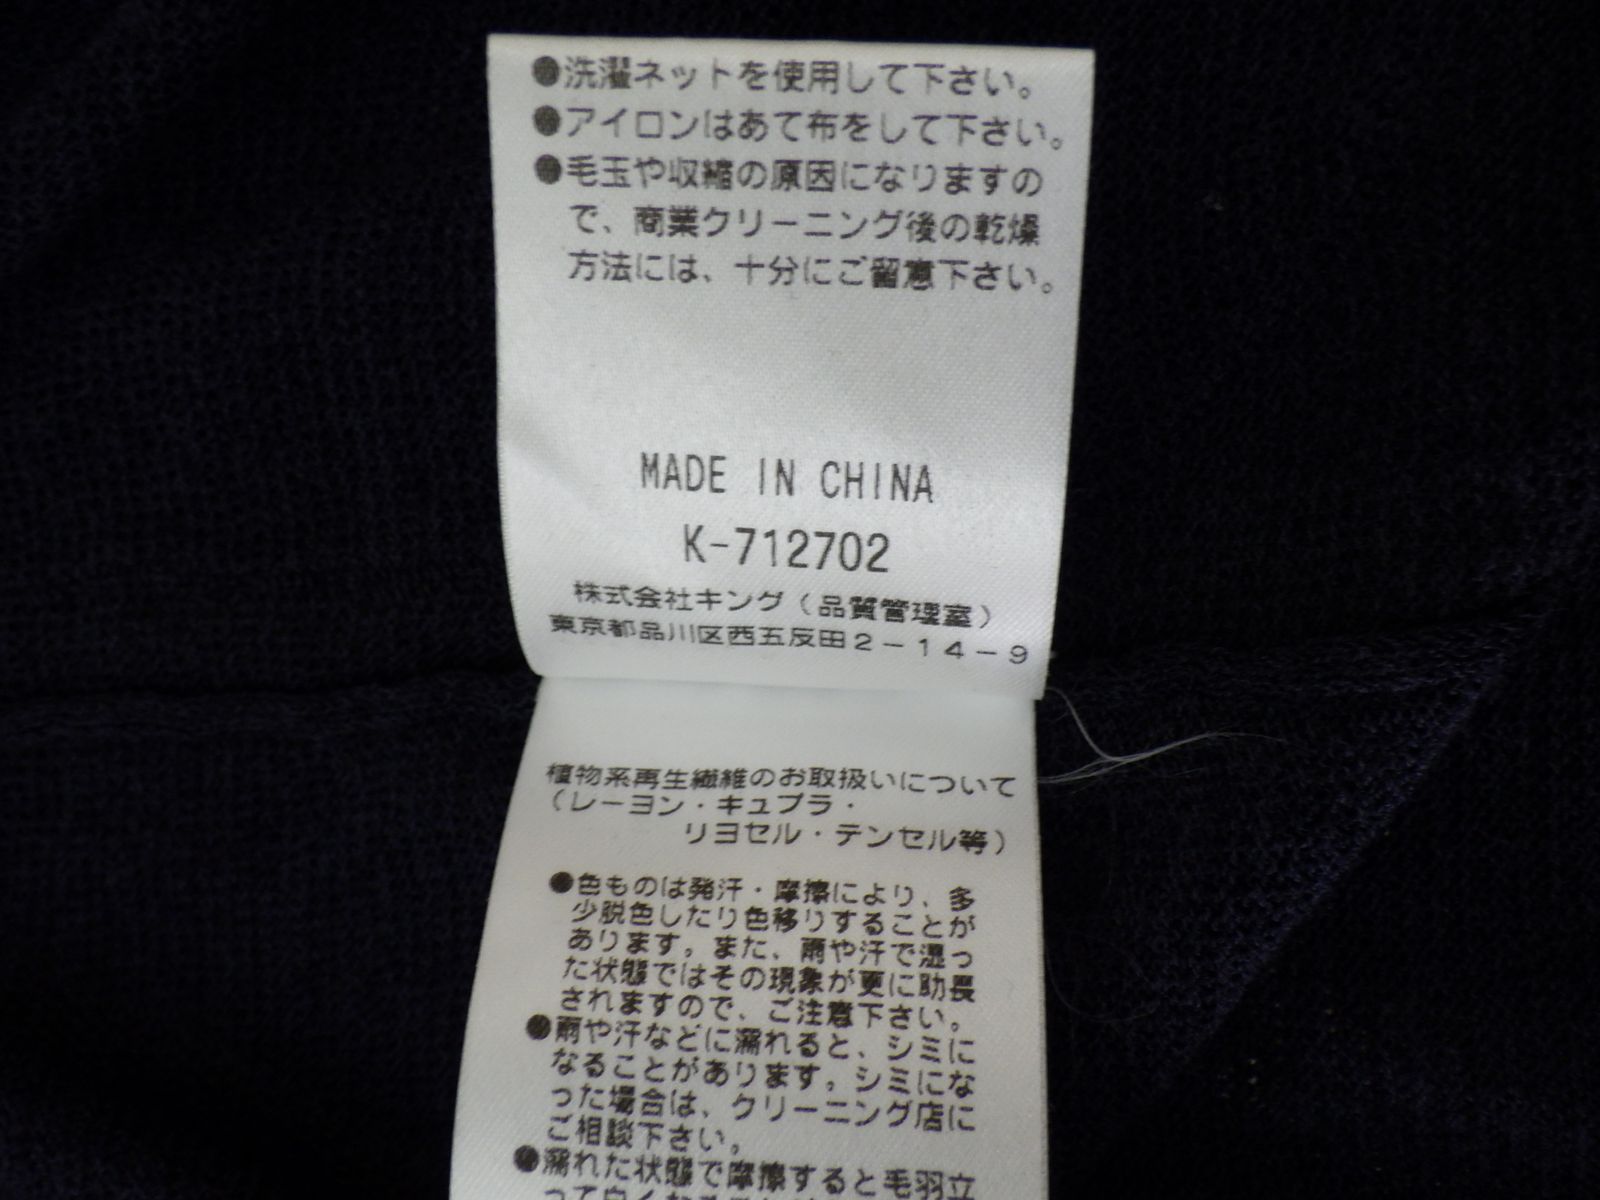 ●洗濯ネットを使用して下さい。
●アイロンはあて布をして下さい。
●毛玉や収縮の原因になりますの
で、商業クリーニング後の乾燥
方法には、十分にご留意下さい。
MADE IN CHINA
K-712702
株式会社キング(品質管理室)
東京都品川区西五反田2-14-9
植物系再生繊維のお取扱いについて
(レーヨン・キュプラ・
リヨセル・テンセル等)
●色ものは発汗・摩擦により、多
少脱色したり色移りすることが
あります。また、雨や汗で湿っ
た状態ではその現象が更に助長
されますので、ご注意下さい。
●雨や汗などに濡れると、シミに
なることがあります。シミにな
った場合は、クリーニング店に
ご相談下さい。
●濡れた状態で摩擦すると毛羽立